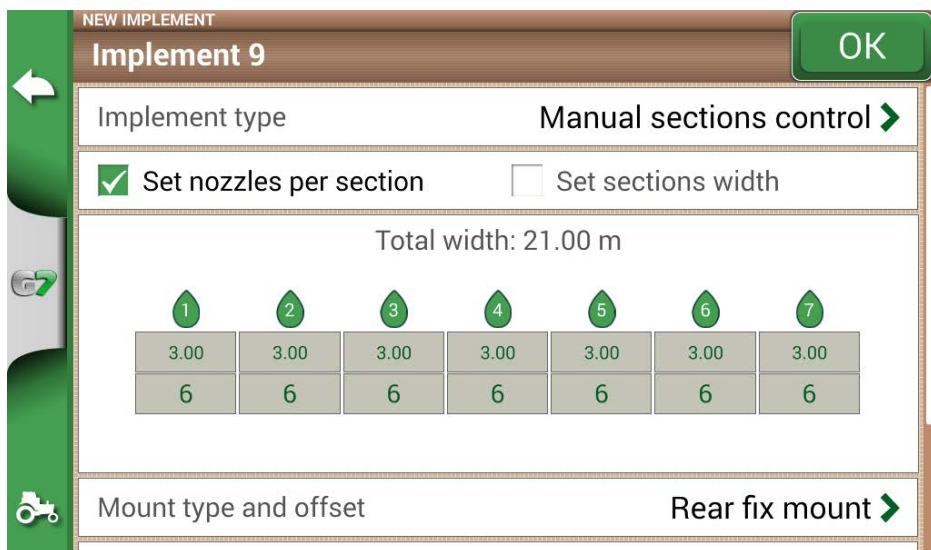 NEW IMPLEMENT
Implement 9
OK
Implement type Manual sections control
Set nozzles per section Set sections width
Total width: 21.00 m
1 2 3 4 5 6 7
3.00 3.00 3.00 3.00 3.00 3.00 3.00
6 6 6 6 6 6 6
G7
Mount type and offset Rear fix mount